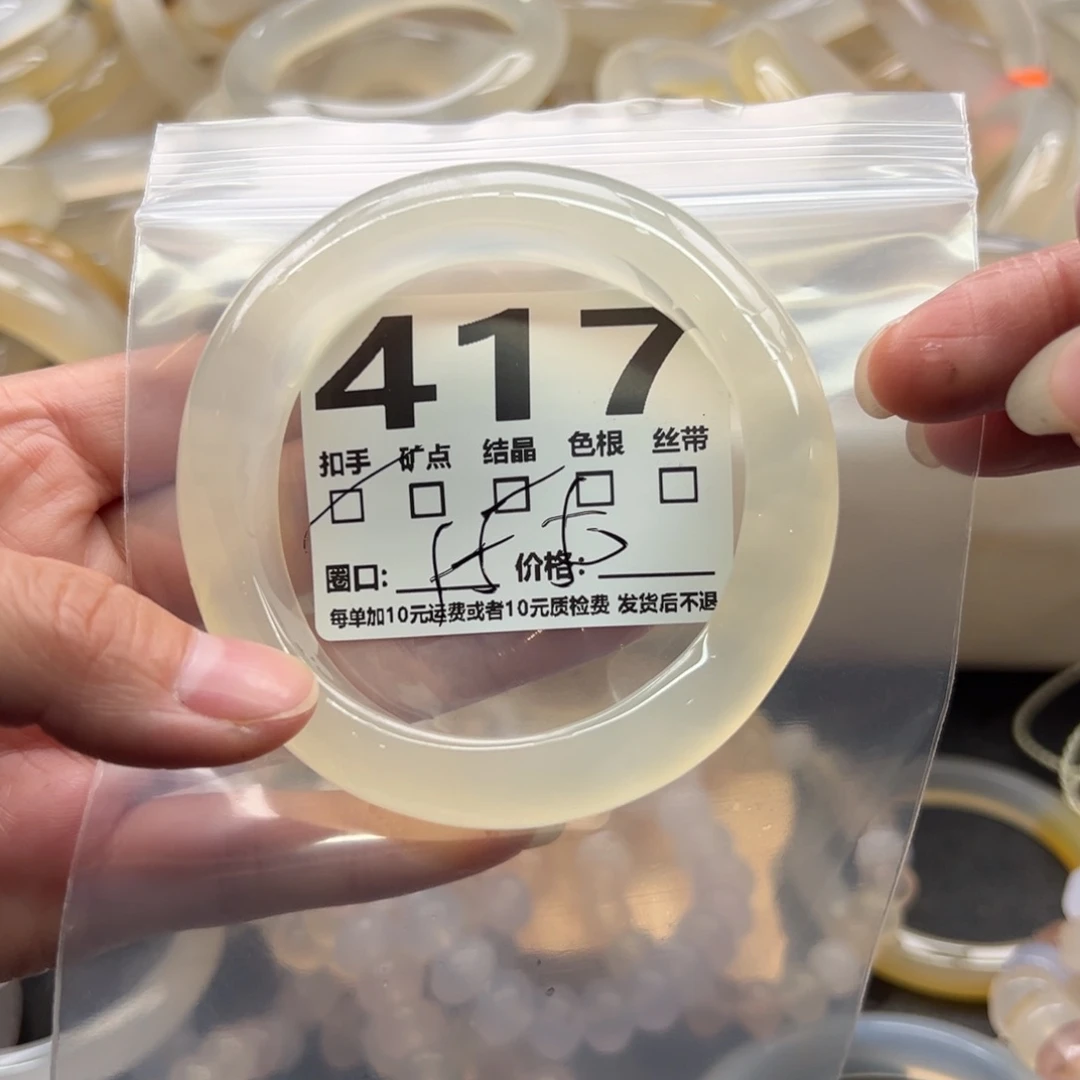 417
扣手 矿点 结晶 色根 丝带
圈口: 价格:
每单加10元运费或者10元质检费 发货后不退